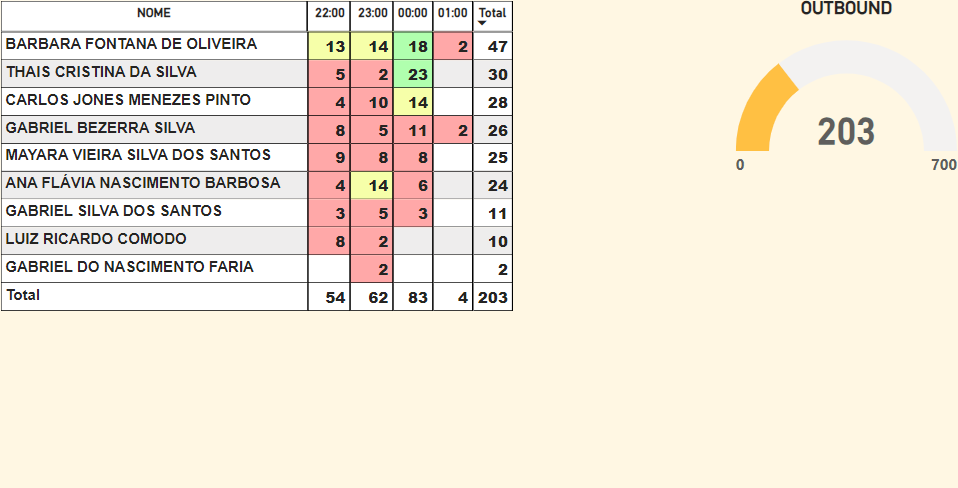 NOME 22:00 23:00 00:00 01:00 Total
BARBARA FONTANA DE OLIVEIRA 13 14 18 2 47
THAIS CRISTINA DA SILVA 5 2 23 30
CARLOS JONES MENEZES PINTO 4 10 14 28
GABRIEL BEZERRA SILVA 8 5 11 2 26
MAYARA VIEIRA SILVA DOS SANTOS 9 8 8 25
ANA FLÁVIA NASCIMENTO BARBOSA 4 14 6 24
GABRIEL SILVA DOS SANTOS 3 5 3 11
LUIZ RICARDO COMODO 8 2 10
GABRIEL DO NASCIMENTO FARIA 2 2
Total 54 62 83 4 203
OUTBOUND
203
0 700